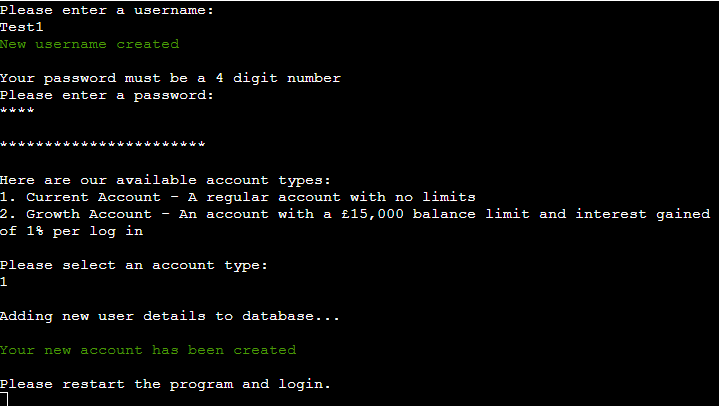 Please enter a username:
Test1
New username created
Your password must be a 4 digit number
Please enter a password:
****
***********************
Here are our available account types:
1. Current Account - A regular account with no limits
2. Growth Account - An account with a £15,000 balance limit and interest gained
of 1% per log in
Please select an account type:
1
Adding new user details to database...
Your new account has been created
Please restart the program and login.